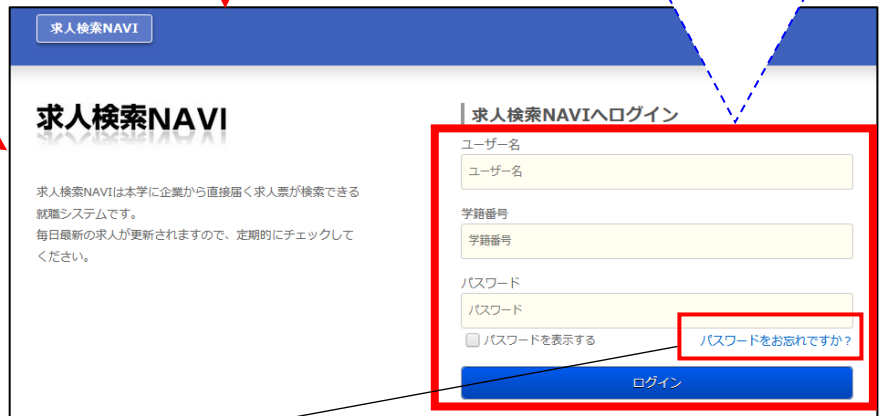 求人検索NAVI
求人検索NAVI
求人検索NAVIは本学に企業から直接届く求人票が検索できる
就職システムです。
毎日最新の求人が更新されますので、定期的にチェックして
ください。
求人検索NAVIへログイン
ユーザー名
ユーザー名
学籍番号
学籍番号
パスワード
パスワード
パスワードを表示する
パスワードをお忘れですか?
ログイン